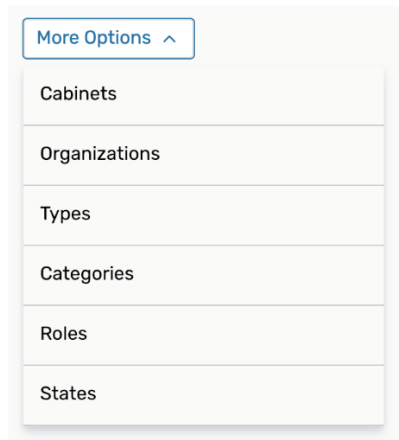 More Options
Cabinets
Organizations
Types
Categories
Roles
States